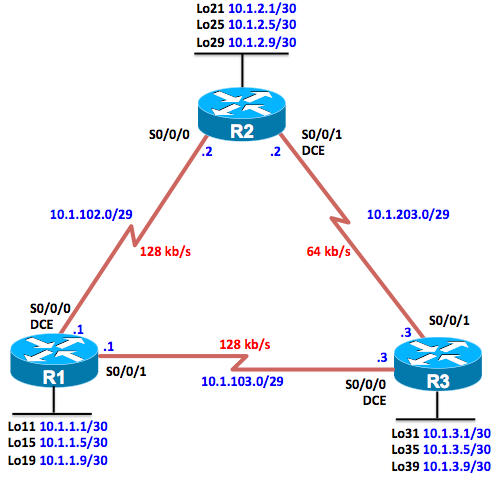 Lo21 10.1.2.1/30
Lo25 10.1.2.5/30
Lo29 10.1.2.9/30
R2
S0/0/0
S0/0/1
DCE
.2
.2
10.1.102.0/29
10.1.203.0/29
128 kb/s
64 kb/s
S0/0/0
DCE
.1
S0/0/1
.3
.1
128 kb/s
.3
R1
S0/0/1
10.1.103.0/29
S0/0/0
DCE
R3
Lo11 10.1.1.1/30
Lo15 10.1.1.5/30
Lo19 10.1.1.9/30
Lo31 10.1.3.1/30
Lo35 10.1.3.5/30
Lo39 10.1.3.9/30